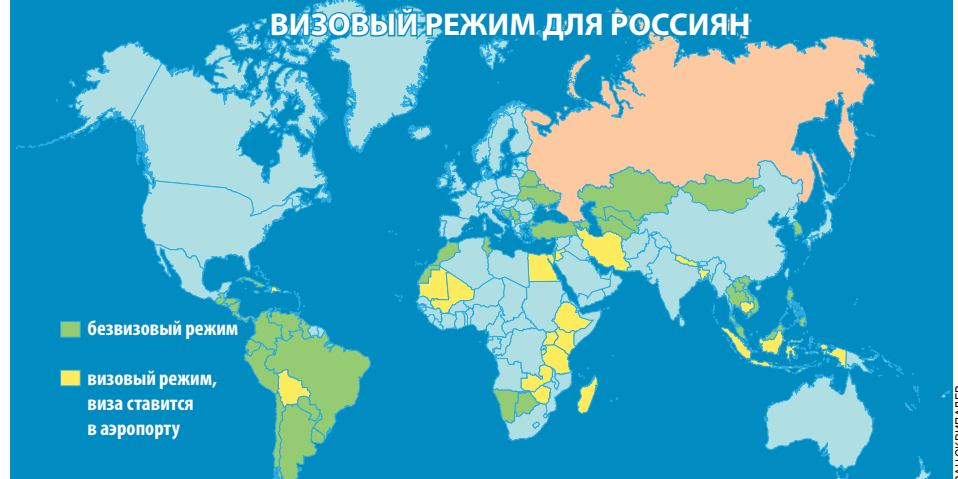 ВИЗОВЫЙ РЕЖИМ ДЛЯ РОССИЯН
безвизовый режим
визовый режим,
виза ставится
в аэропорту